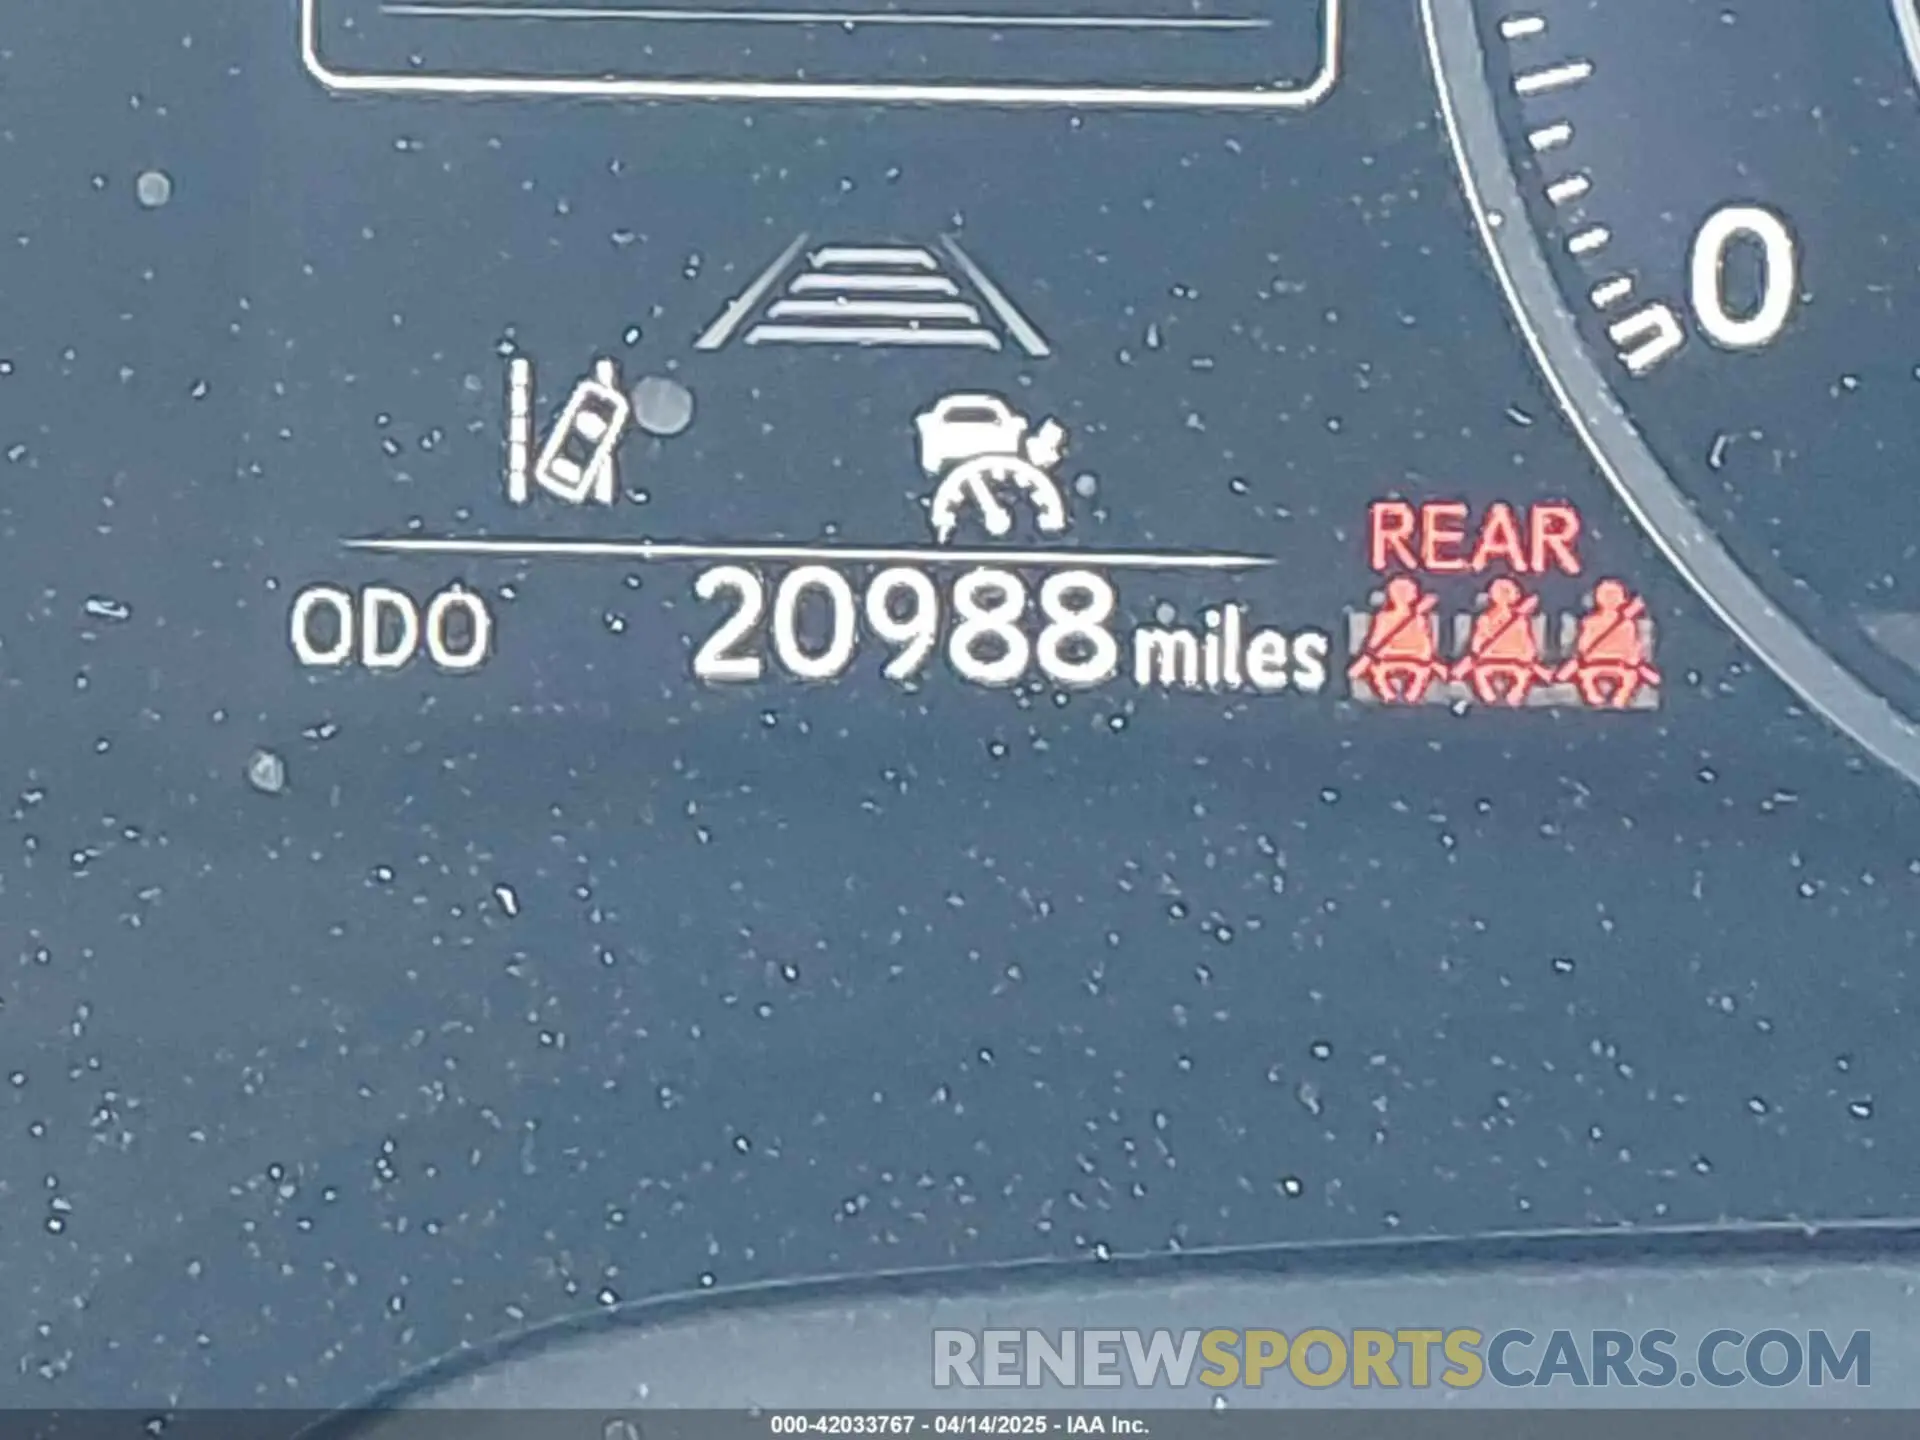 0
REAR
ODO 20988 miles
RENEWSPORTSCARS.COM
000-42033767 - 04/14/2025 - IAA Inc.